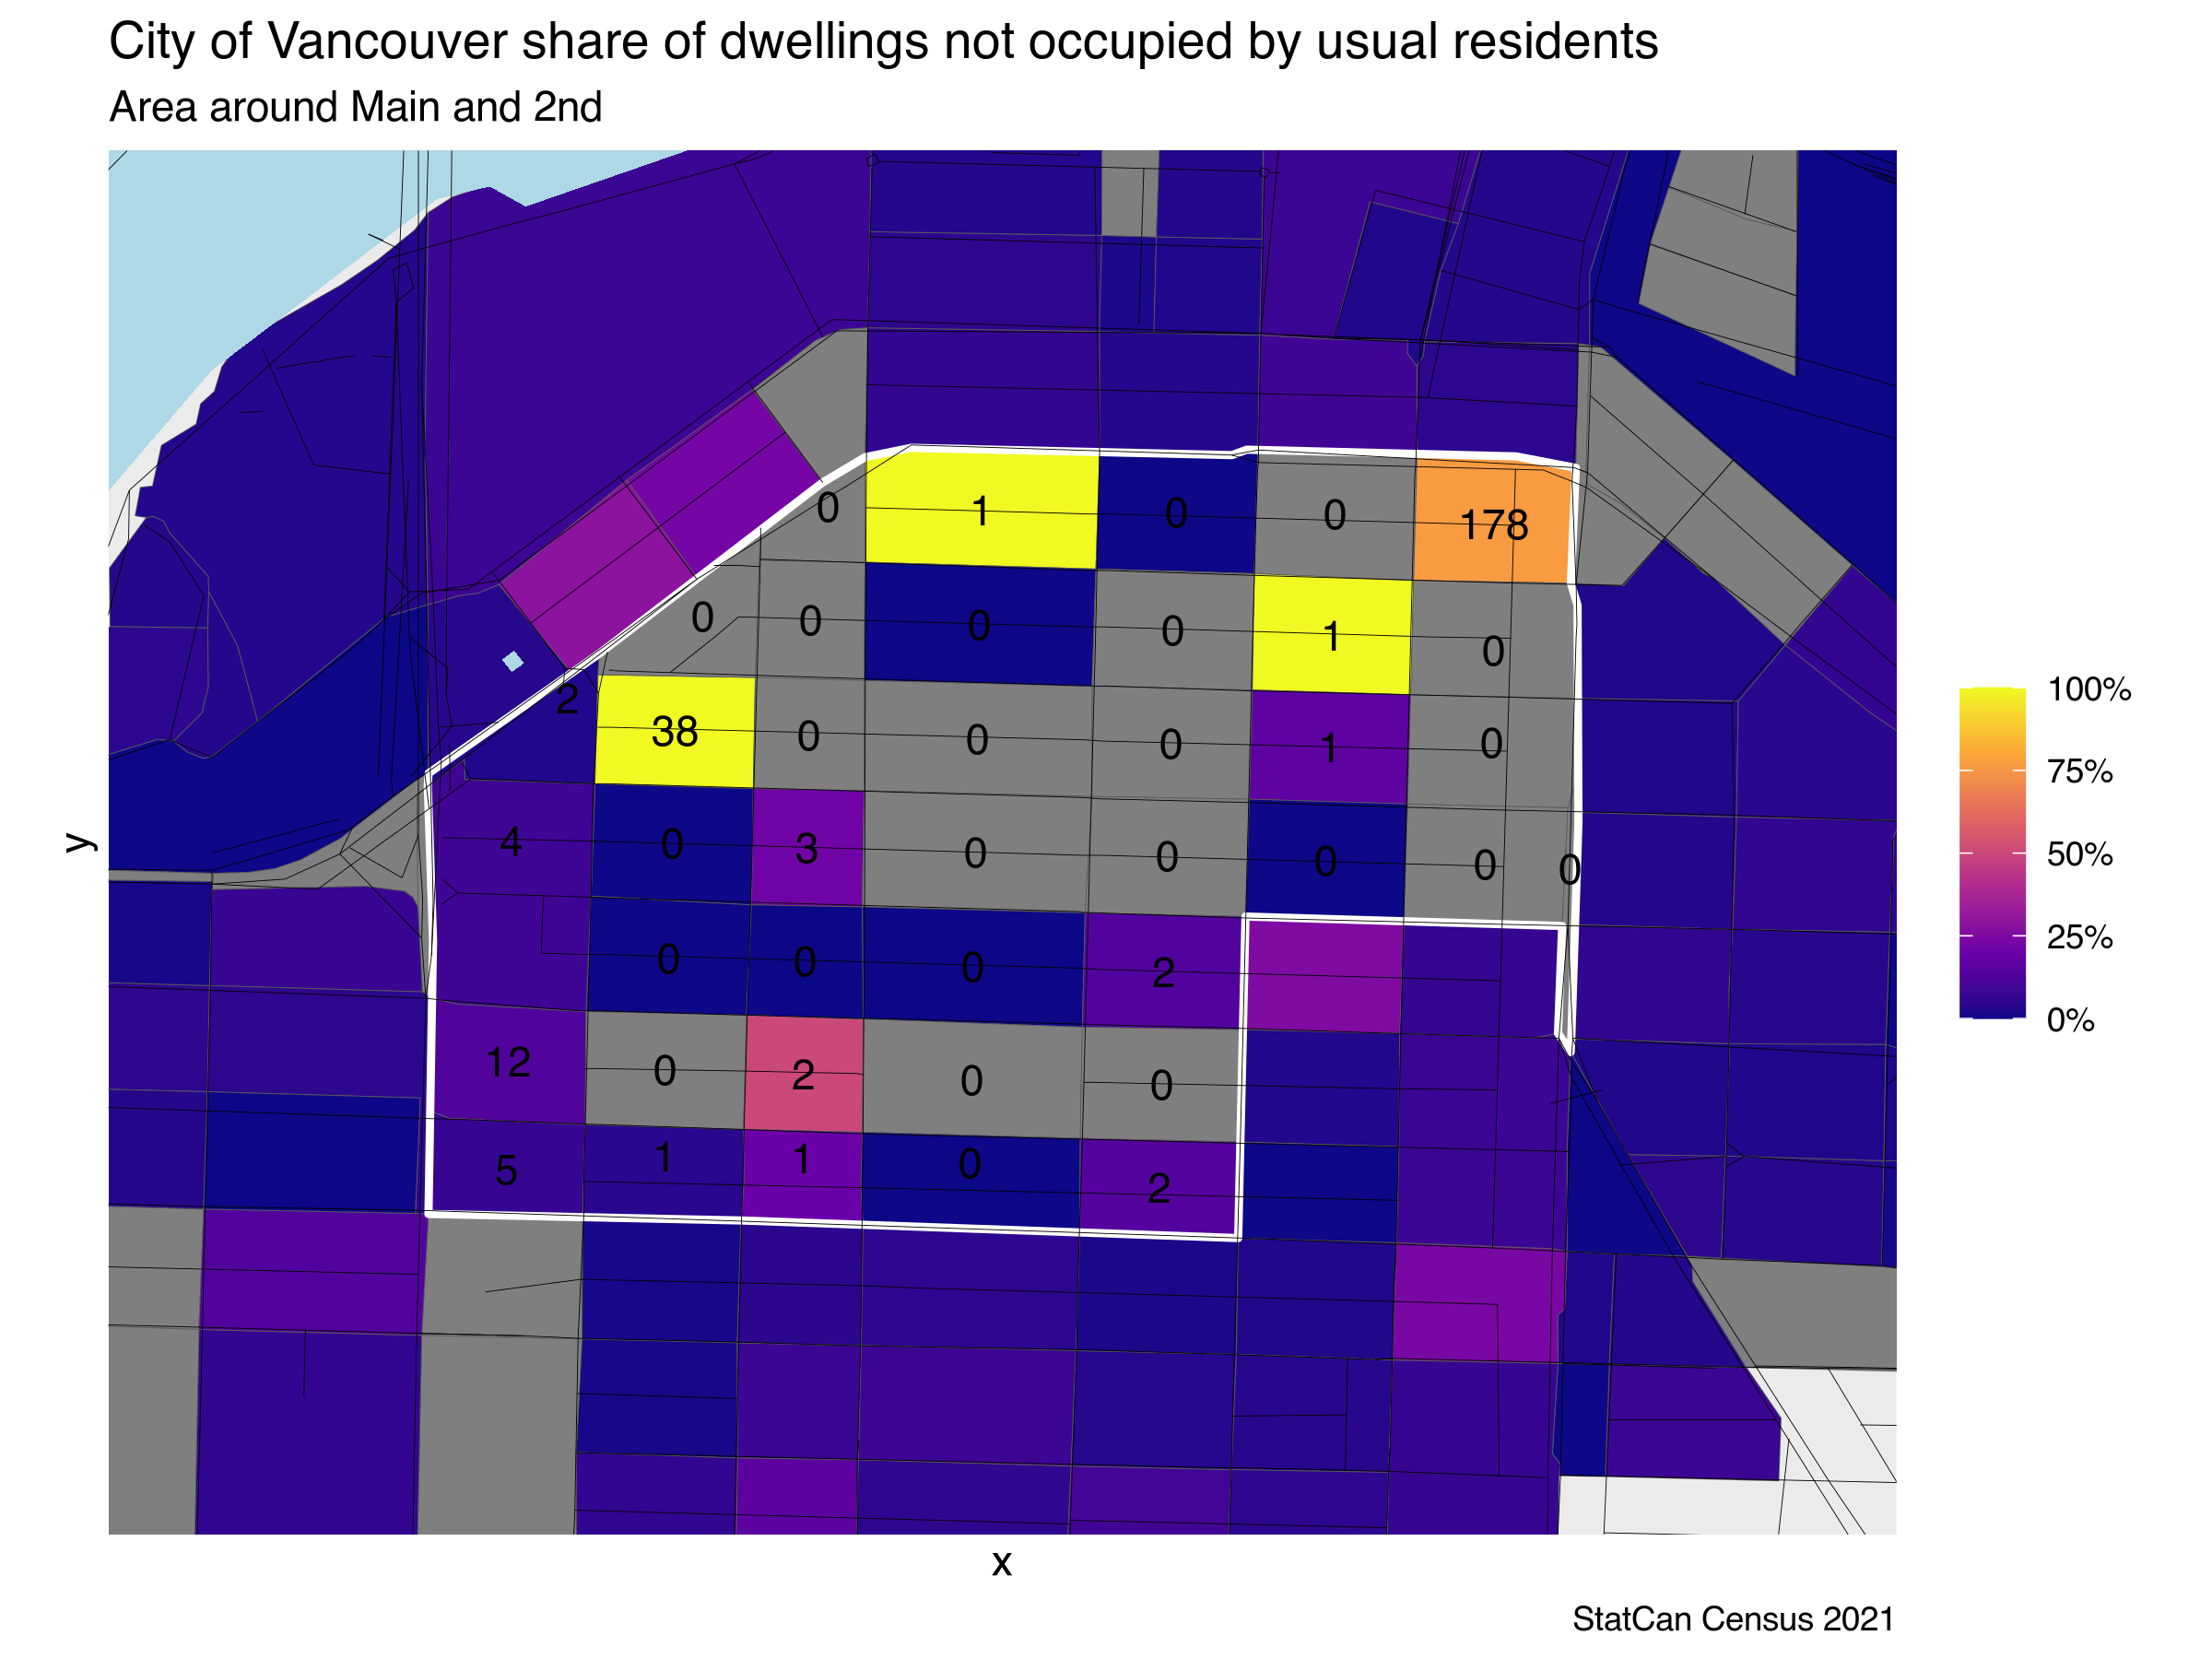 City of Vancouver share of dwellings not occupied by usual residents
Area around Main and 2nd
0 1 0 0 178
0 0 0 0 1 0
2 38 0 0 0 1 0
4 0 3 0 0 0 0 0
0 0 0 2
12 0 2 0 0
5 1 1 0 2
100%
75%
50%
25%
0%
y
x
StatCan Census 2021